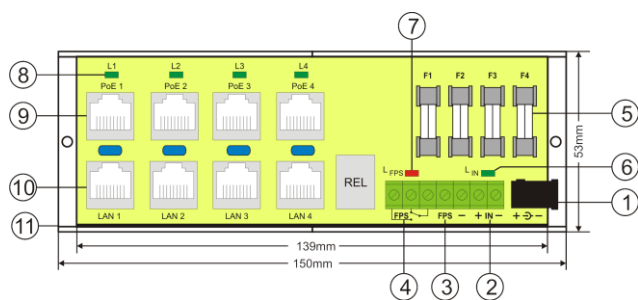 7
L1 L2 L3 L4 F1 F2 F3 F4
8
PoE 1 PoE 2 PoE 3 PoE 4
9
5
53mm
L FPS L IN
6
10
REL
1
LAN 1 LAN 2 LAN 3 LAN 4
FPS FPS − + IN − + −
11
139mm
150mm
4 3 2